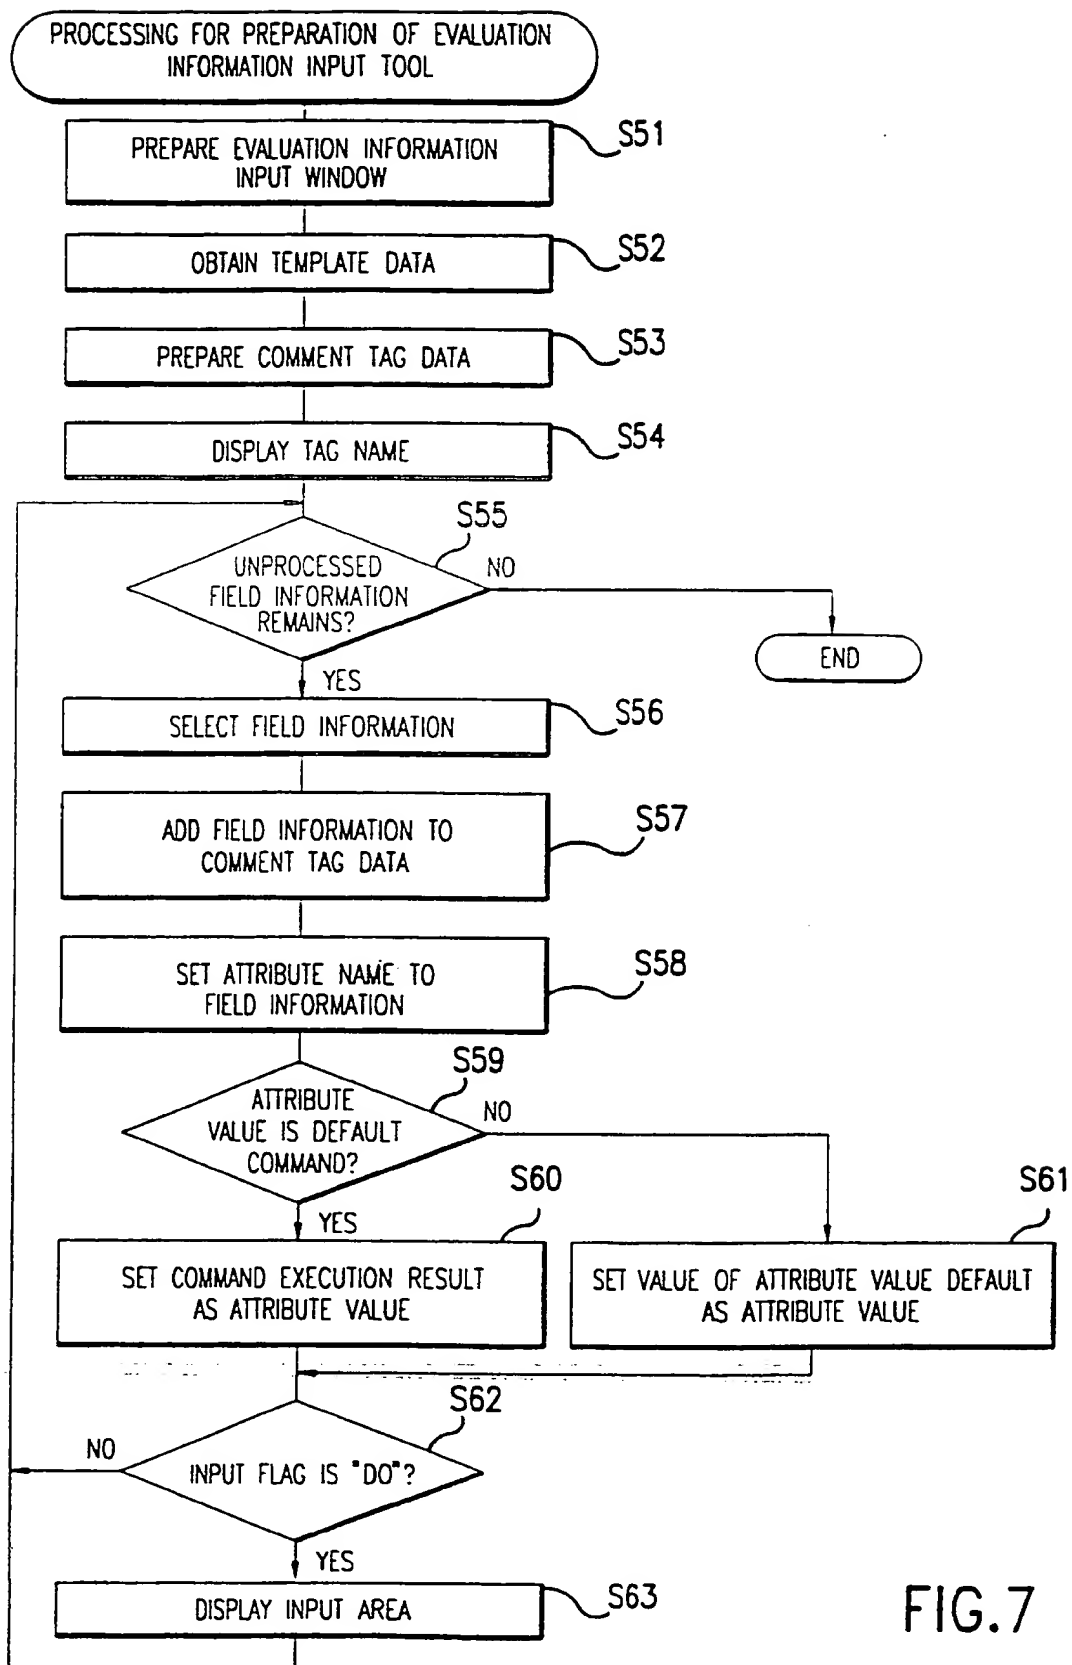 PROCESSING FOR PREPARATION OF EVALUATION
INFORMATION INPUT TOOL
S51
PREPARE EVALUATION INFORMATION
INPUT WINDOW
S52
OBTAIN TEMPLATE DATA
S53
PREPARE COMMENT TAG DATA
S54
DISPLAY TAG NAME
S55
UNPROCESSED
FIELD INFORMATION
REMAINS?
NO
END
YES
S56
SELECT FIELD INFORMATION
S57
ADD FIELD INFORMATION TO
COMMENT TAG DATA
S58
SET ATTRIBUTE NAME TO
FIELD INFORMATION
S59
ATTRIBUTE
VALUE IS DEFAULT
COMMAND?
NO
YES
S60
SET COMMAND EXECUTION RESULT
AS ATTRIBUTE VALUE
S61
SET VALUE OF ATTRIBUTE VALUE DEFAULT
AS ATTRIBUTE VALUE
S62
INPUT FLAG IS "DO"?
NO
YES
S63
DISPLAY INPUT AREA
FIG.7